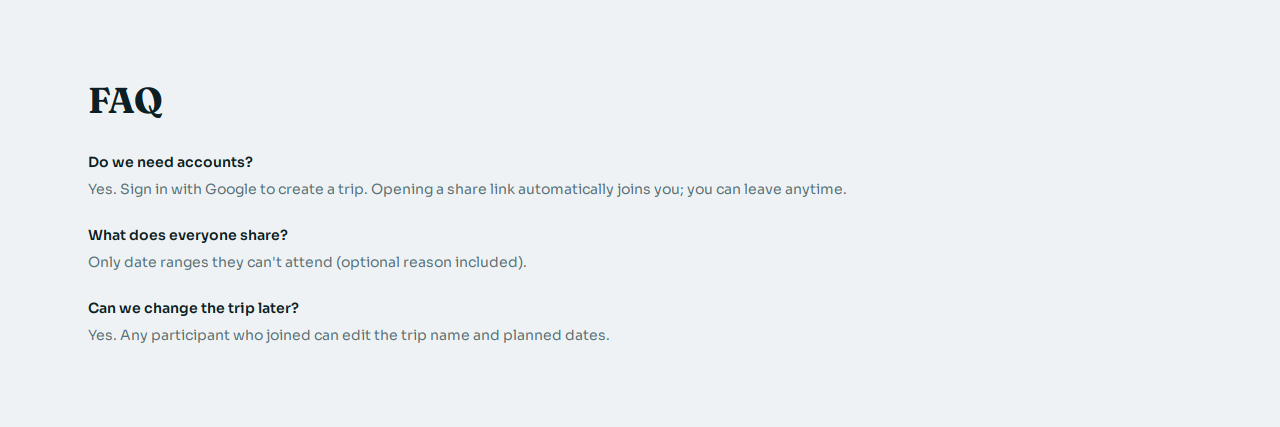 FAQ
Do we need accounts?
Yes. Sign in with Google to create a trip. Opening a share link automatically joins you; you can leave anytime.
What does everyone share?
Only date ranges they can't attend (optional reason included).
Can we change the trip later?
Yes. Any participant who joined can edit the trip name and planned dates.